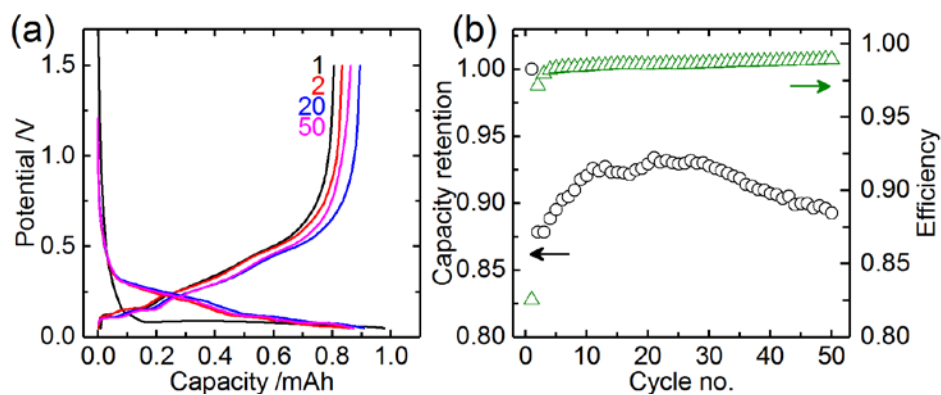 (a)
1.5
1.0
0.5
0.0
Potential /V
1
2
20
50
0.0 0.2 0.4 0.6 0.8 1.0
Capacity /mAh
(b)
1.00
0.95
0.90
0.85
0.80
Capacity retention
1.00
0.95
0.90
0.85
0.80
Efficiency
0 10 20 30 40 50
Cycle no.